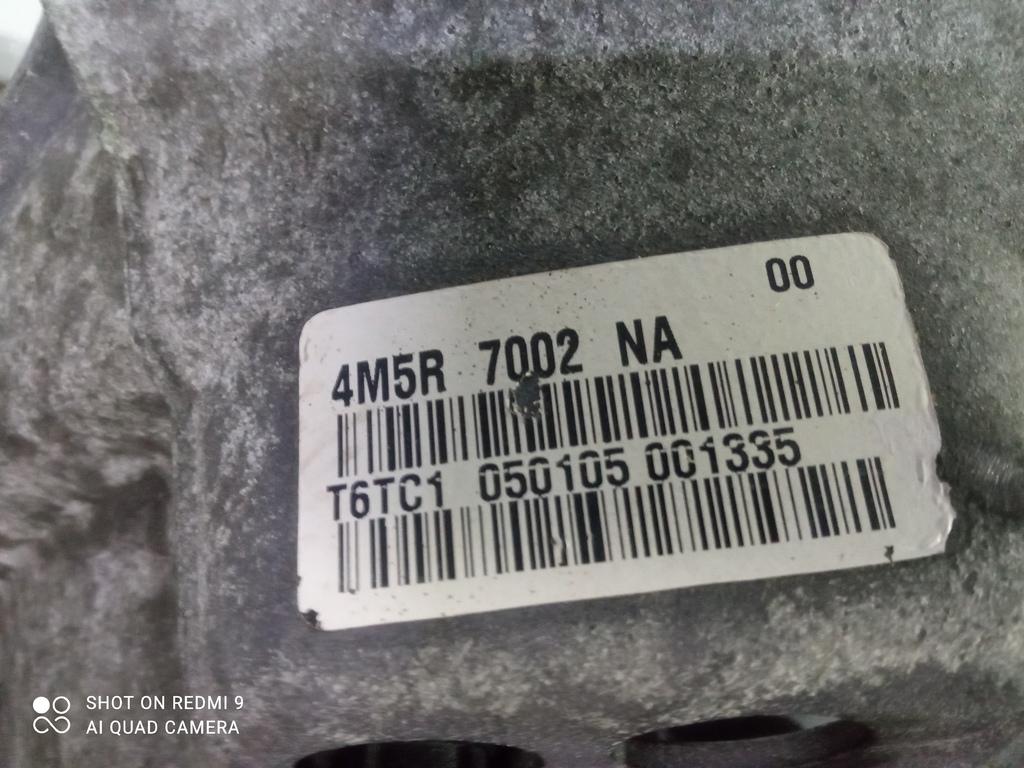 00
4M5R 7002 NA
T6TC1 050105 001335
SHOT ON REDMI 9
AI QUAD CAMERA